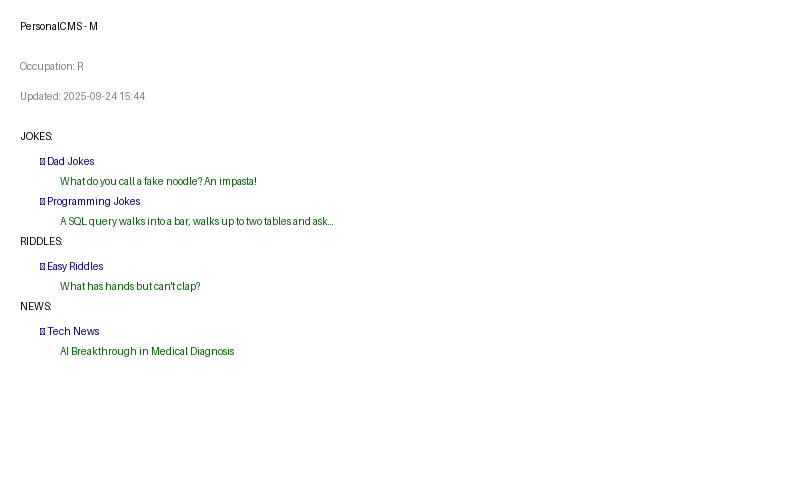 PersonalCMS - M
Occupation: R
Updated: 2025-09-24 15:44
JOKES:
Dad Jokes
What do you call a fake noodle? An impasta!
Programming Jokes
A SQL query walks into a bar, walks up to two tables and ask...
RIDDLES:
Easy Riddles
What has hands but can't clap?
NEWS:
Tech News
AI Breakthrough in Medical Diagnosis